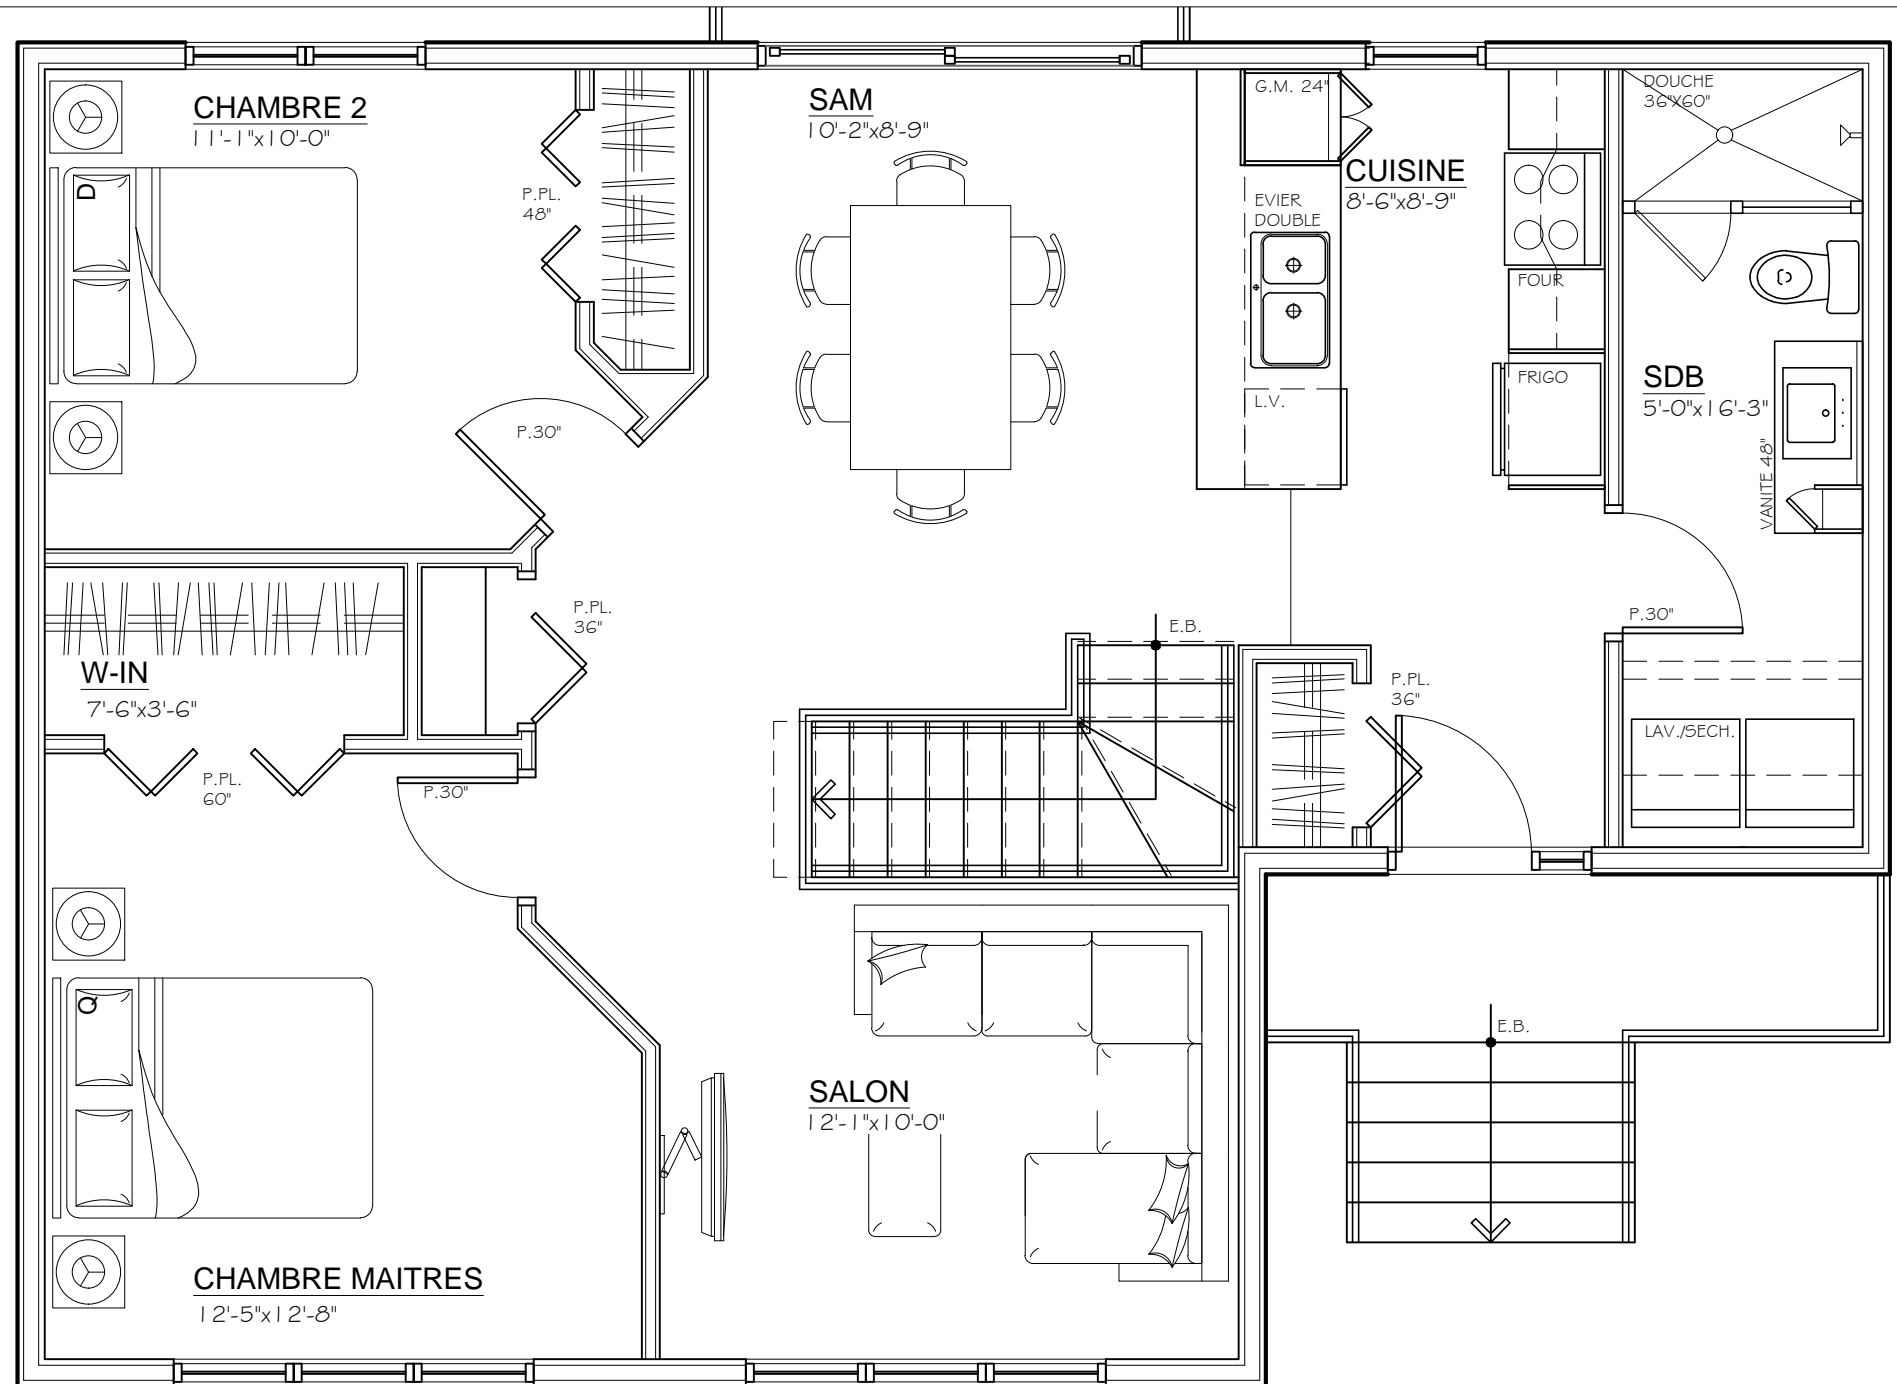 CHAMBRE 2
11'-1"x10'-0"
D
P.PL.
48"
P.30"
SAM
10'-2"x8'-9"
G.M. 24"
CUISINE
8'-6"x8'-9"
EVIER
DOUBLE
L.V.
FOUR
FRIGO
DOUCHE
36"X60"
SDB
5'-0"x16'-3"
VANITE 48"
P.30"
LAV./SECH.
W-IN
7'-6"x3'-6"
P.PL.
36"
P.PL.
60"
P.30"
E.B.
P.PL.
36"
Q
CHAMBRE MAITRES
12'-5"x12'-8"
SALON
12'-1"x10'-0"
E.B.